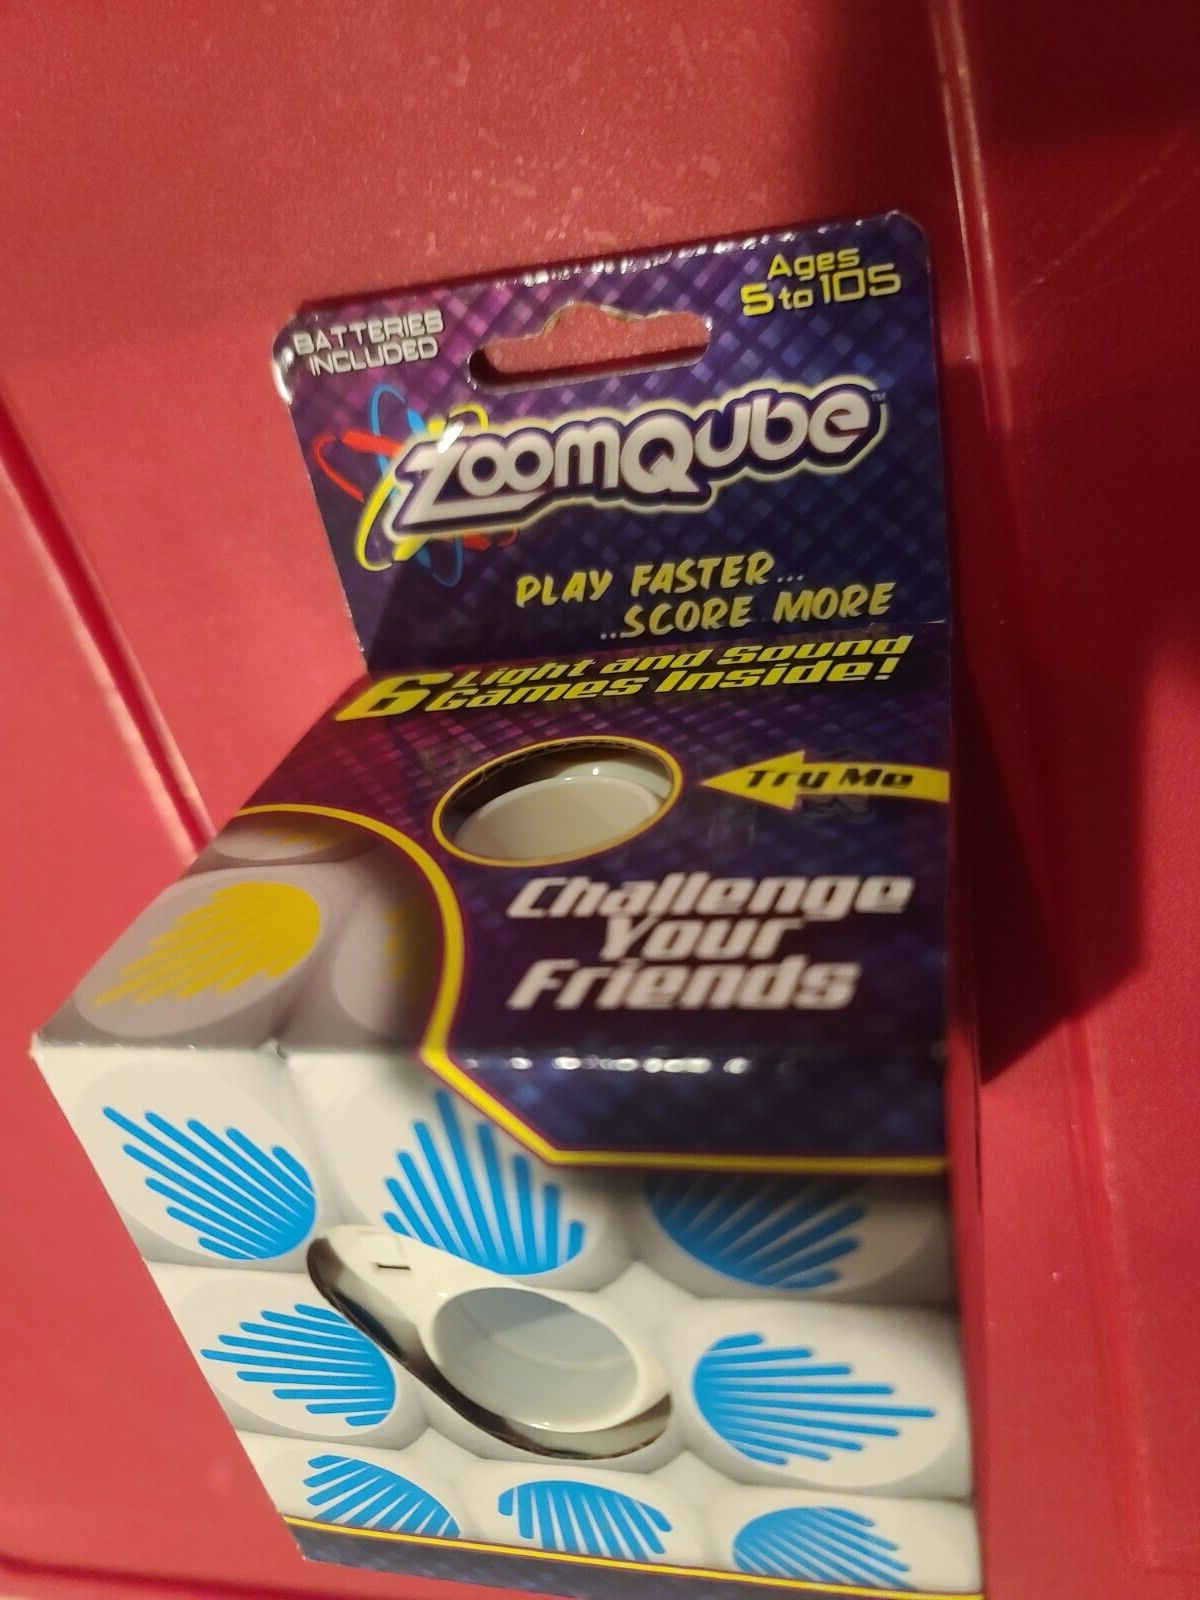 BATTERIES
INCLUDED
Ages
5 to 105
ZoomQube™
PLAY FASTER...
...SCORE MORE
6 Light and Sound
Games Inside!
Try Me
Challenge
Your
Friends